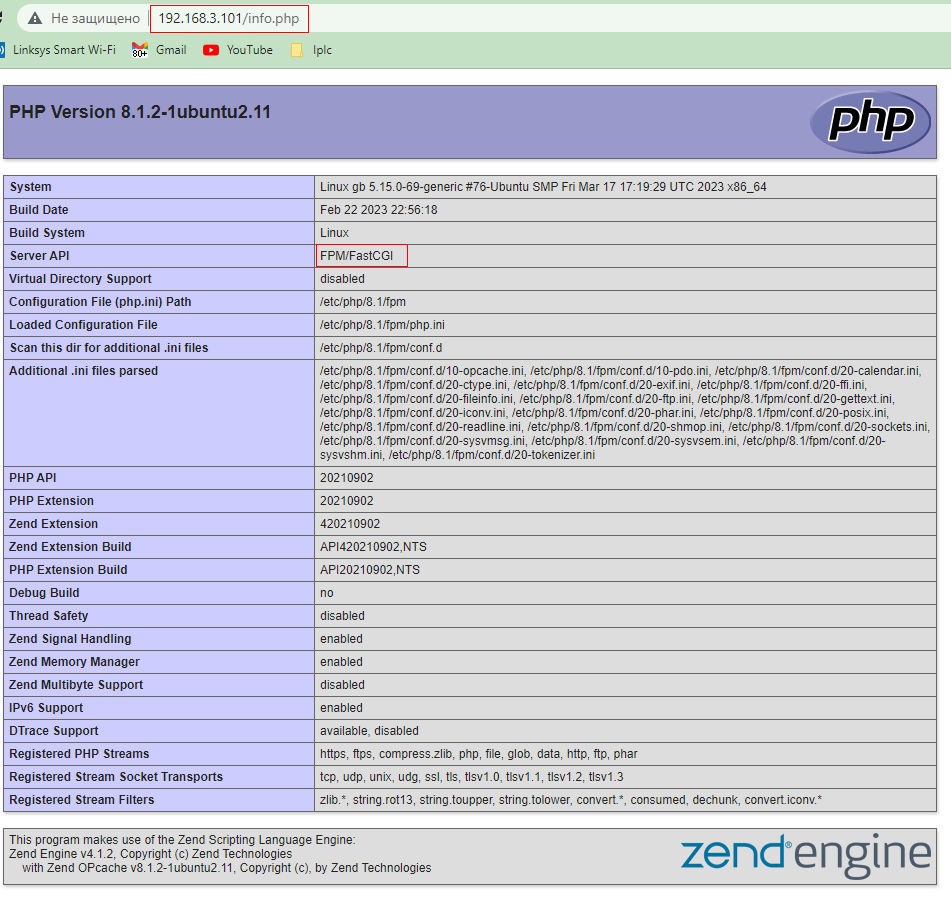 Не защищено 192.168.3.101/info.php
Linksys Smart Wi-Fi 80+ Gmail YouTube Iplc
PHP Version 8.1.2-1ubuntu2.11 php
System Linux gb 5.15.0-69-generic #76-Ubuntu SMP Fri Mar 17 17:19:29 UTC 2023 x86_64
Build Date Feb 22 2023 22:56:18
Build System Linux
Server API FPM/FastCGI
Virtual Directory Support disabled
Configuration File (php.ini) Path /etc/php/8.1/fpm
Loaded Configuration File /etc/php/8.1/fpm/php.ini
Scan this dir for additional .ini files /etc/php/8.1/fpm/conf.d
Additional .ini files parsed /etc/php/8.1/fpm/conf.d/10-opcache.ini, /etc/php/8.1/fpm/conf.d/10-pdo.ini, /etc/php/8.1/fpm/conf.d/20-calendar.ini,
/etc/php/8.1/fpm/conf.d/20-ctype.ini, /etc/php/8.1/fpm/conf.d/20-exif.ini, /etc/php/8.1/fpm/conf.d/20-ffi.ini,
/etc/php/8.1/fpm/conf.d/20-fileinfo.ini, /etc/php/8.1/fpm/conf.d/20-ftp.ini, /etc/php/8.1/fpm/conf.d/20-gettext.ini,
/etc/php/8.1/fpm/conf.d/20-iconv.ini, /etc/php/8.1/fpm/conf.d/20-phar.ini, /etc/php/8.1/fpm/conf.d/20-posix.ini,
/etc/php/8.1/fpm/conf.d/20-readline.ini, /etc/php/8.1/fpm/conf.d/20-shmop.ini, /etc/php/8.1/fpm/conf.d/20-sockets.ini,
/etc/php/8.1/fpm/conf.d/20-sysvmsg.ini, /etc/php/8.1/fpm/conf.d/20-sysvsem.ini, /etc/php/8.1/fpm/conf.d/20-
sysvshm.ini, /etc/php/8.1/fpm/conf.d/20-tokenizer.ini
PHP API 20210902
PHP Extension 20210902
Zend Extension 420210902
Zend Extension Build API420210902,NTS
PHP Extension Build API20210902,NTS
Debug Build no
Thread Safety disabled
Zend Signal Handling enabled
Zend Memory Manager enabled
Zend Multibyte Support disabled
IPv6 Support enabled
DTrace Support available, disabled
Registered PHP Streams https, ftps, compress.zlib, php, file, glob, data, http, ftp, phar
Registered Stream Socket Transports tcp, udp, unix, udg, ssl, tls, tlsv1.0, tlsv1.1, tlsv1.2, tlsv1.3
Registered Stream Filters zlib.*, string.rot13, string.toupper, string.tolower, convert.*, consumed, dechunk, convert.iconv.*
This program makes use of the Zend Scripting Language Engine:
Zend Engine v4.1.2, Copyright (c) Zend Technologies
with Zend OPcache v8.1.2-1ubuntu2.11, Copyright (c), by Zend Technologies
zend® engine